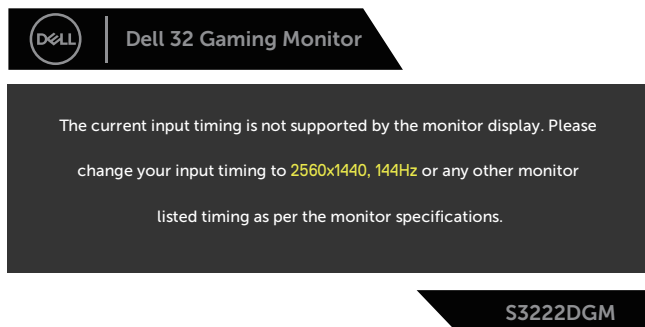 DELL
Dell 32 Gaming Monitor
The current input timing is not supported by the monitor display. Please
change your input timing to 2560x1440, 144Hz or any other monitor
listed timing as per the monitor specifications.
S3222DGM